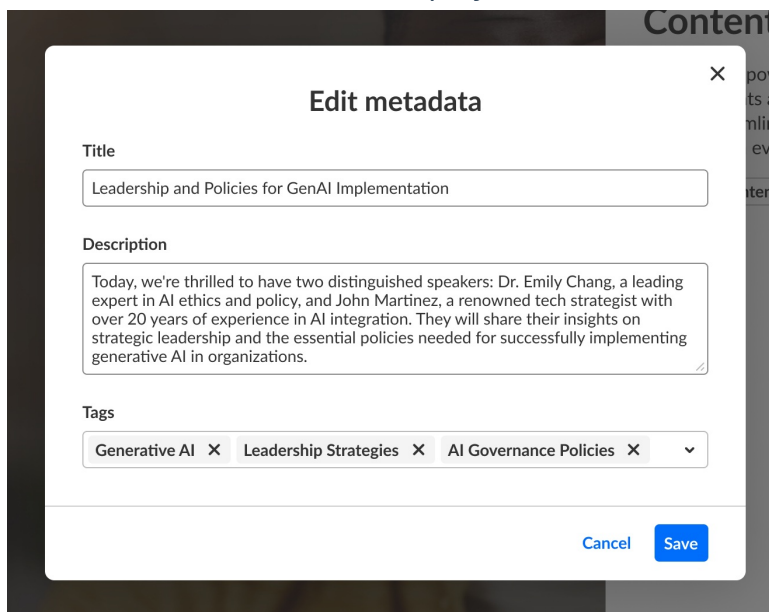 Content
Edit metadata
Title
Leadership and Policies for GenAI Implementation
Description
Today, we're thrilled to have two distinguished speakers: Dr. Emily Chang, a leading
expert in AI ethics and policy, and John Martinez, a renowned tech strategist with
over 20 years of experience in AI integration. They will share their insights on
strategic leadership and the essential policies needed for successfully implementing
generative AI in organizations.
Tags
Generative AI Leadership Strategies AI Governance Policies
Cancel Save